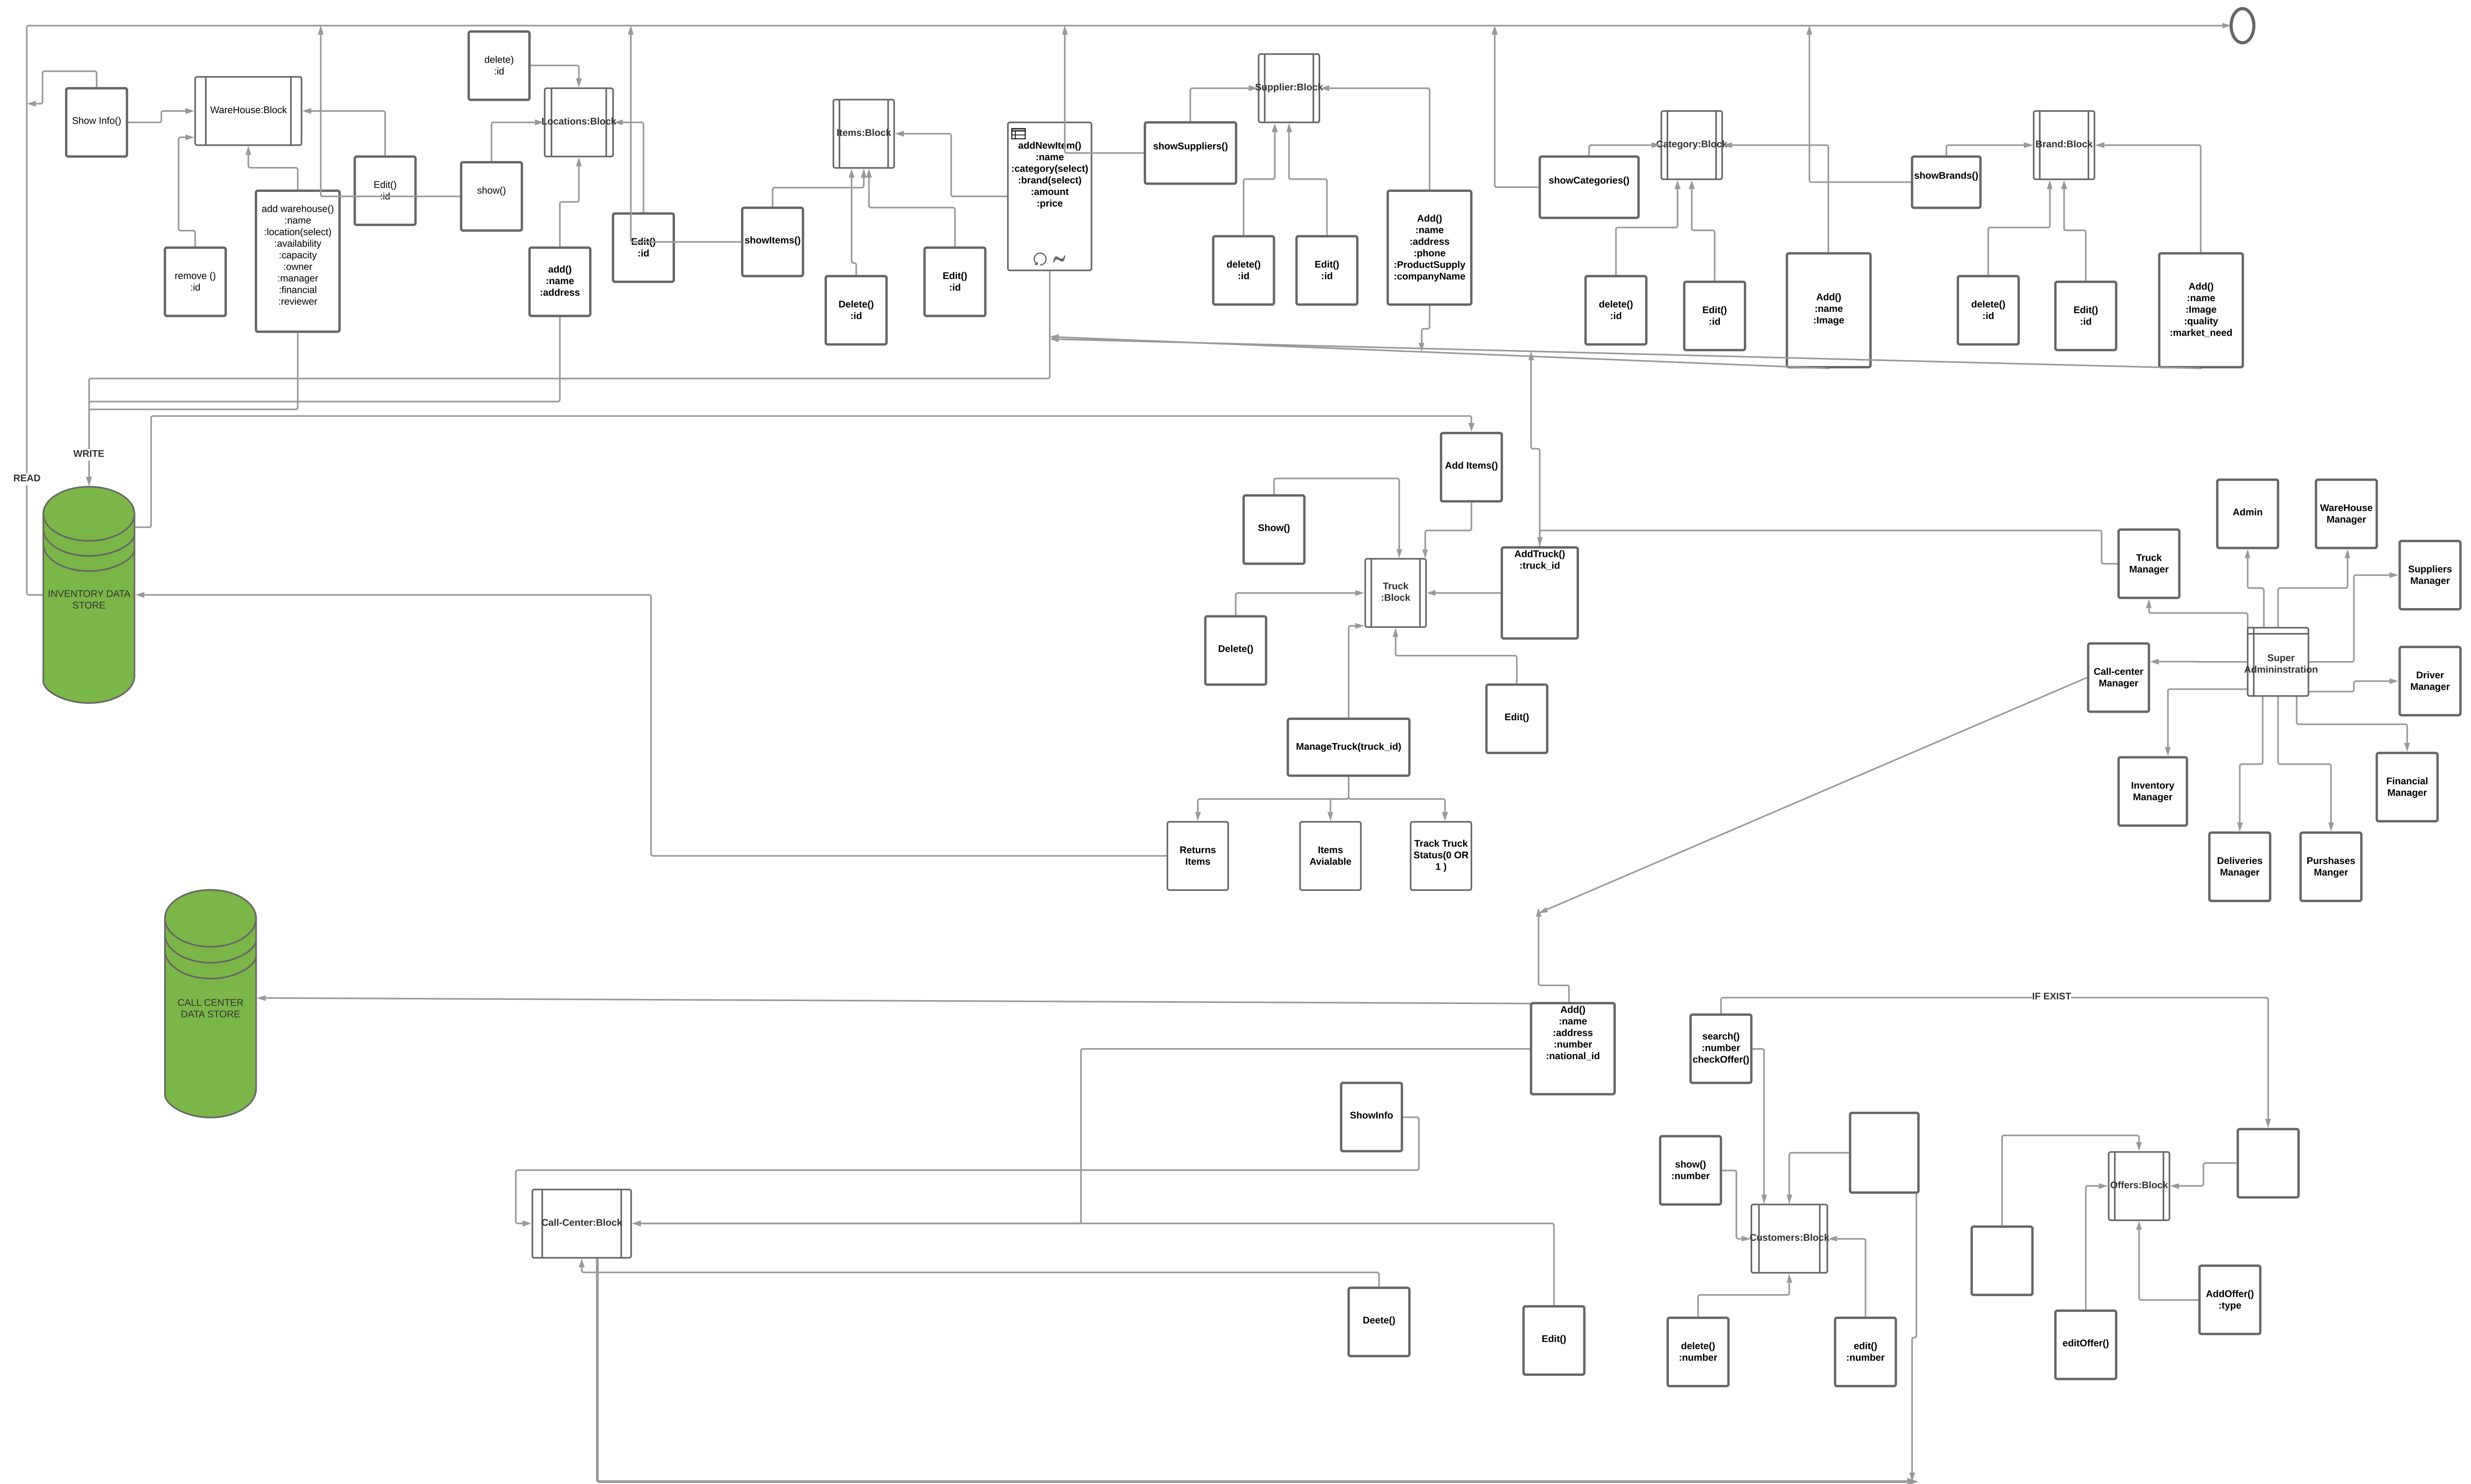 delete)
:id
Show Info()
WareHouse:Block
Edit()
:id
add warehouse()
:name
:location(select)
:availability
:capacity
:owner
:manager
:financial
:reviewer
remove ()
:id
Locations:Block
show()
add()
:name
:address
Edit()
:id
Items:Block
showItems()
Delete()
:id
Edit()
:id
addNewItem()
:name
:category(select)
:brand(select)
:amount
:price
Supplier:Block
showSuppliers()
delete()
:id
Edit()
:id
Add()
:name
:address
:phone
:ProductSupply
:companyName
Category:Block
showCategories()
delete()
:id
Edit()
:id
Add()
:name
:Image
Brand:Block
showBrands()
delete()
:id
Edit()
:id
Add()
:name
:Image
:quality
:market_need
WRITE
READ
INVENTORY DATA
STORE
Add Items()
Show()
AddTruck()
:truck_id
Truck
:Block
Delete()
Edit()
ManageTruck(truck_id)
Returns
Items
Items
Avialable
Track Truck
Status(0 OR
1 )
Admin
WareHouse
Manager
Truck
Manager
Suppliers
Manager
Super
Admininstration
Call-center
Manager
Driver
Manager
Inventory
Manager
Financial
Manager
Deliveries
Manager
Purshases
Manger
CALL CENTER
DATA STORE
Add()
:name
:address
:number
:national_id
IF EXIST
search()
:number
checkOffer()
ShowInfo
show()
:number
Call-Center:Block
Customers:Block
Offers:Block
Deete()
Edit()
delete()
:number
edit()
:number
AddOffer()
:type
editOffer()